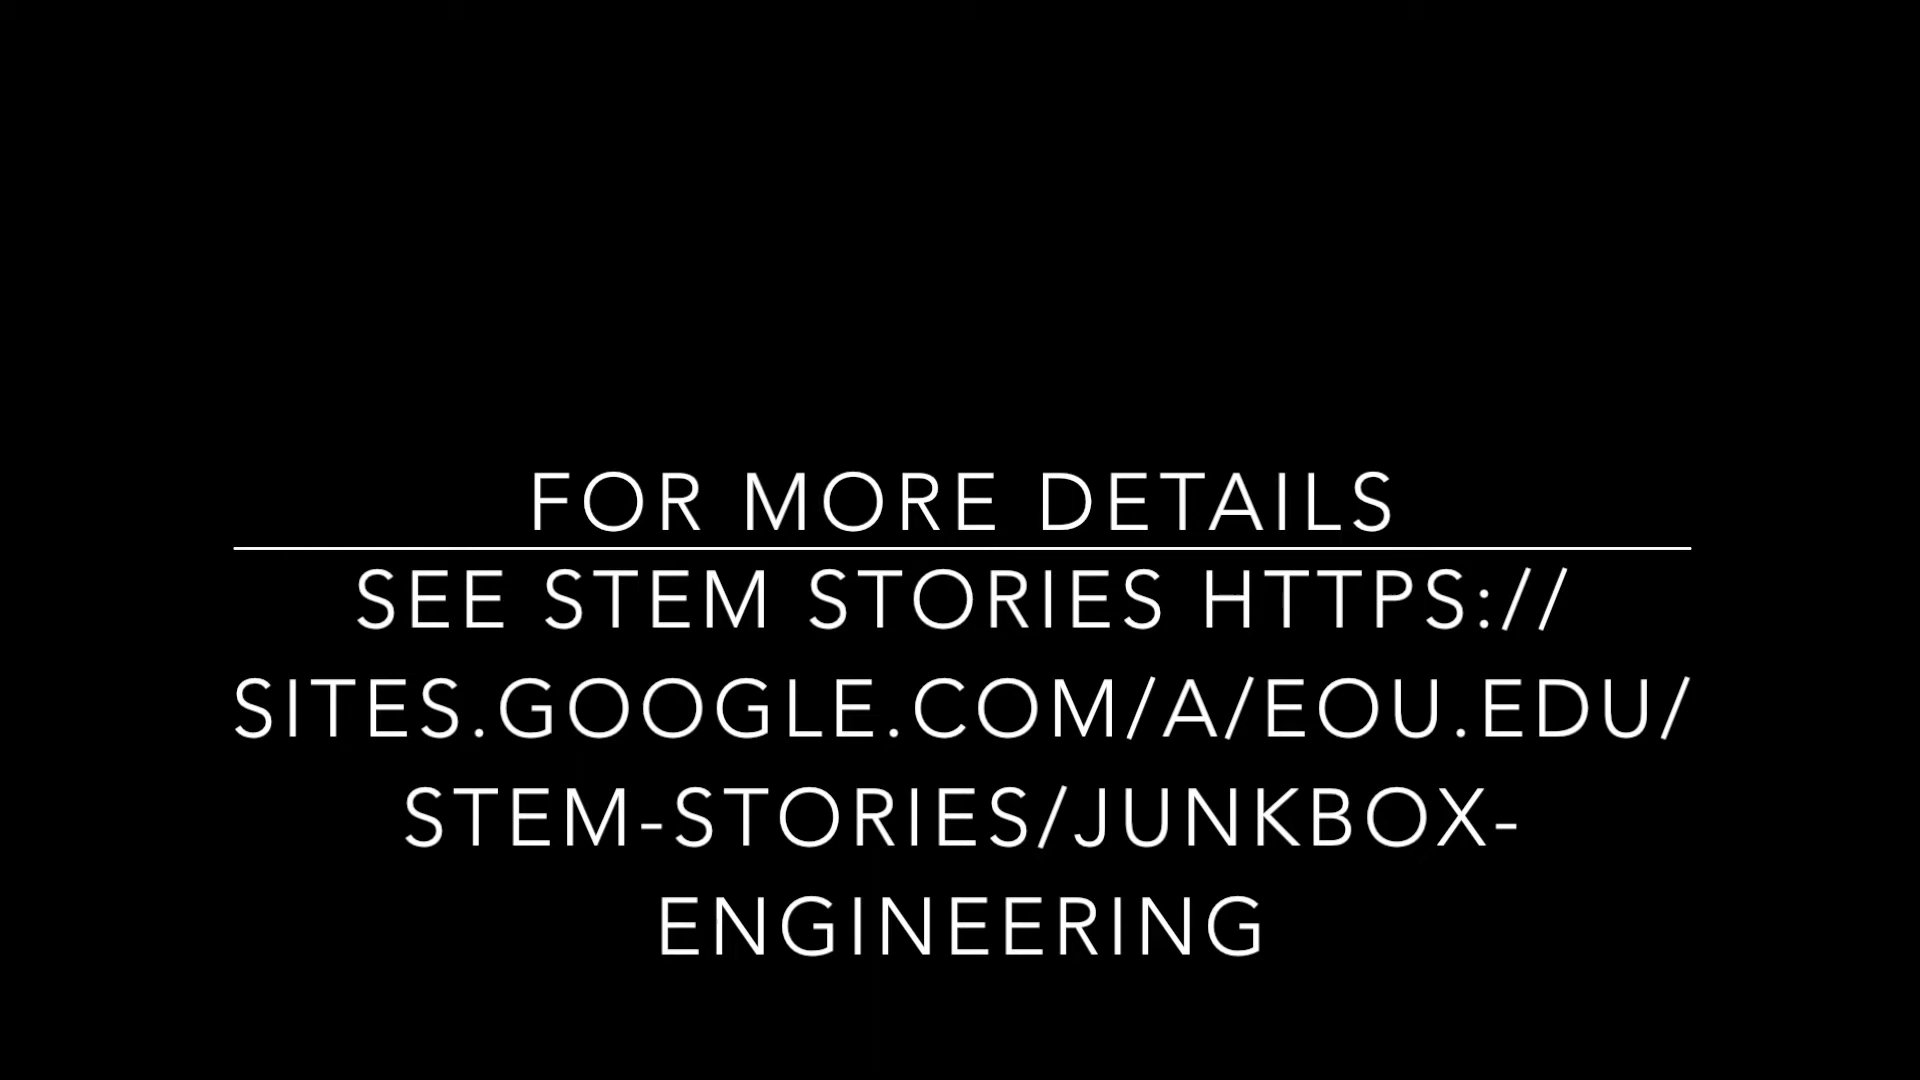 FOR MORE DETAILS
SEE STEM STORIES HTTPS://
SITES.GOOGLE.COM/A/EOU.EDU/
STEM-STORIES/JUNKBOX-
ENGINEERING